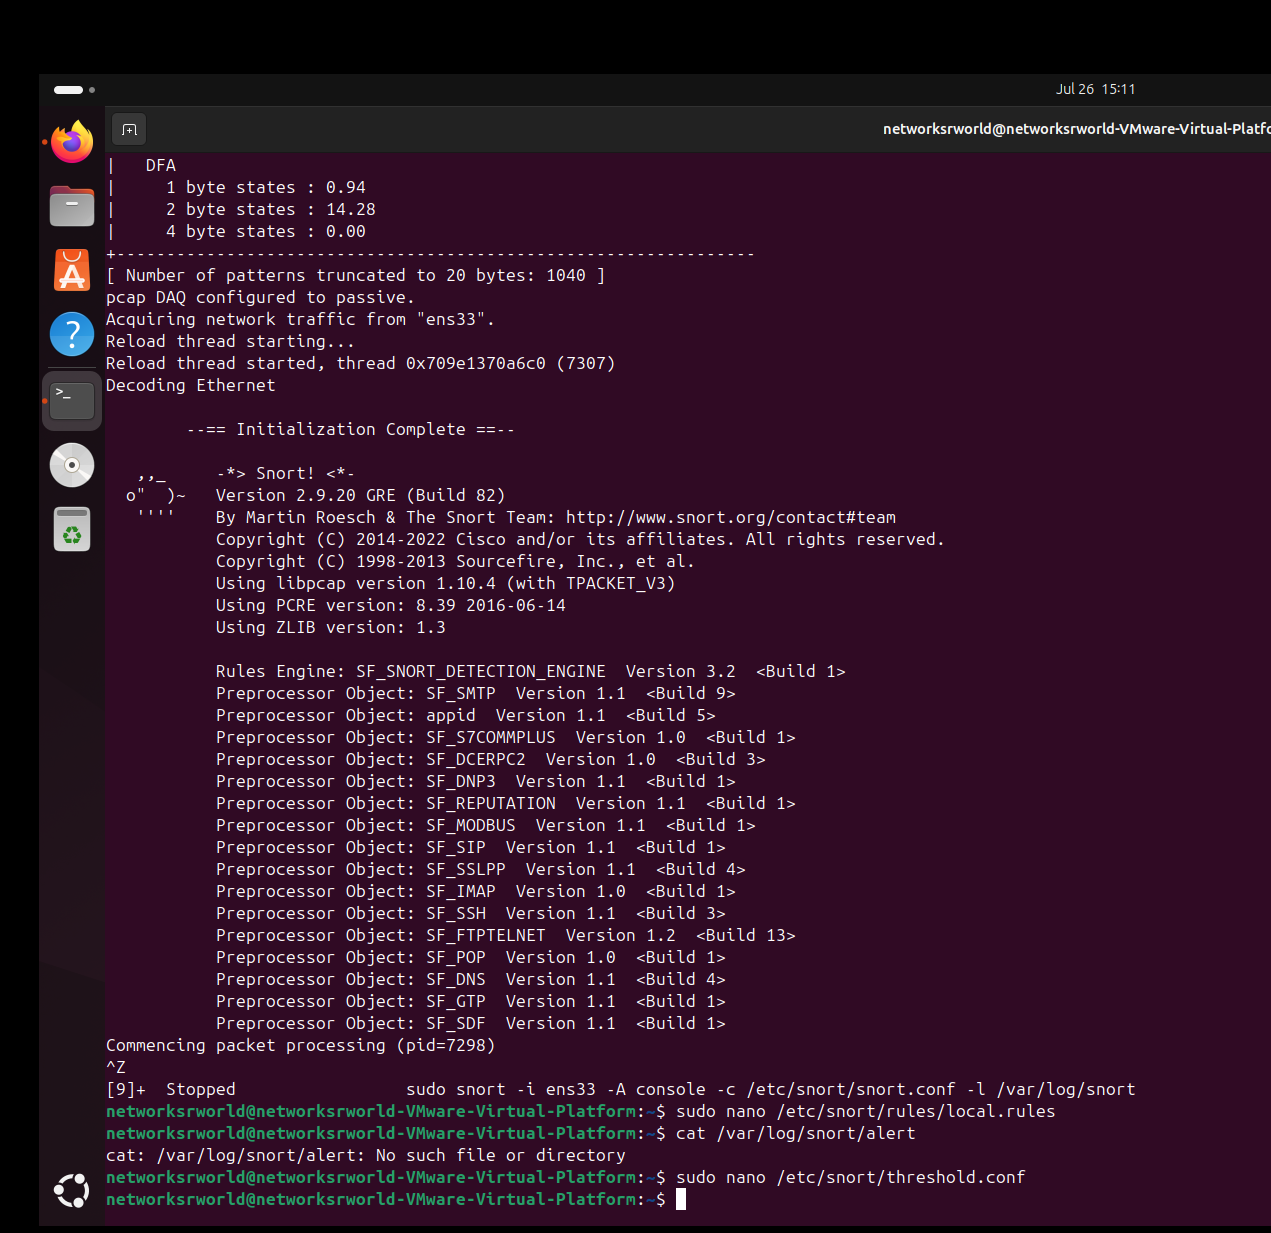 Jul 26 15:11
networksrworld@networksrworld-VMware-Virtual-Platfo
|   DFA
|     1 byte states : 0.94
|     2 byte states : 14.28
|     4 byte states : 0.00
+----------------------------------------------------------------
[ Number of patterns truncated to 20 bytes: 1040 ]
pcap DAQ configured to passive.
Acquiring network traffic from "ens33".
Reload thread starting...
Reload thread started, thread 0x709e1370a6c0 (7307)
Decoding Ethernet
        --== Initialization Complete ==--
   ,,_     -*> Snort! <*-
  o"  )~   Version 2.9.20 GRE (Build 82)
   ''''    By Martin Roesch & The Snort Team: http://www.snort.org/contact#team
           Copyright (C) 2014-2022 Cisco and/or its affiliates. All rights reserved.
           Copyright (C) 1998-2013 Sourcefire, Inc., et al.
           Using libpcap version 1.10.4 (with TPACKET_V3)
           Using PCRE version: 8.39 2016-06-14
           Using ZLIB version: 1.3
           Rules Engine: SF_SNORT_DETECTION_ENGINE  Version 3.2  <Build 1>
           Preprocessor Object: SF_SMTP  Version 1.1  <Build 9>
           Preprocessor Object: appid  Version 1.1  <Build 5>
           Preprocessor Object: SF_S7COMMPLUS  Version 1.0  <Build 1>
           Preprocessor Object: SF_DCERPC2  Version 1.0  <Build 3>
           Preprocessor Object: SF_DNP3  Version 1.1  <Build 1>
           Preprocessor Object: SF_REPUTATION  Version 1.1  <Build 1>
           Preprocessor Object: SF_MODBUS  Version 1.1  <Build 1>
           Preprocessor Object: SF_SIP  Version 1.1  <Build 1>
           Preprocessor Object: SF_SSLPP  Version 1.1  <Build 4>
           Preprocessor Object: SF_IMAP  Version 1.0  <Build 1>
           Preprocessor Object: SF_SSH  Version 1.1  <Build 3>
           Preprocessor Object: SF_FTPTELNET  Version 1.2  <Build 13>
           Preprocessor Object: SF_POP  Version 1.0  <Build 1>
           Preprocessor Object: SF_DNS  Version 1.1  <Build 4>
           Preprocessor Object: SF_GTP  Version 1.1  <Build 1>
           Preprocessor Object: SF_SDF  Version 1.1  <Build 1>
Commencing packet processing (pid=7298)
^Z
[9]+  Stopped                 sudo snort -i ens33 -A console -c /etc/snort/snort.conf -l /var/log/snort
networksrworld@networksrworld-VMware-Virtual-Platform:~$ sudo nano /etc/snort/rules/local.rules
networksrworld@networksrworld-VMware-Virtual-Platform:~$ cat /var/log/snort/alert
cat: /var/log/snort/alert: No such file or directory
networksrworld@networksrworld-VMware-Virtual-Platform:~$ sudo nano /etc/snort/threshold.conf
networksrworld@networksrworld-VMware-Virtual-Platform:~$